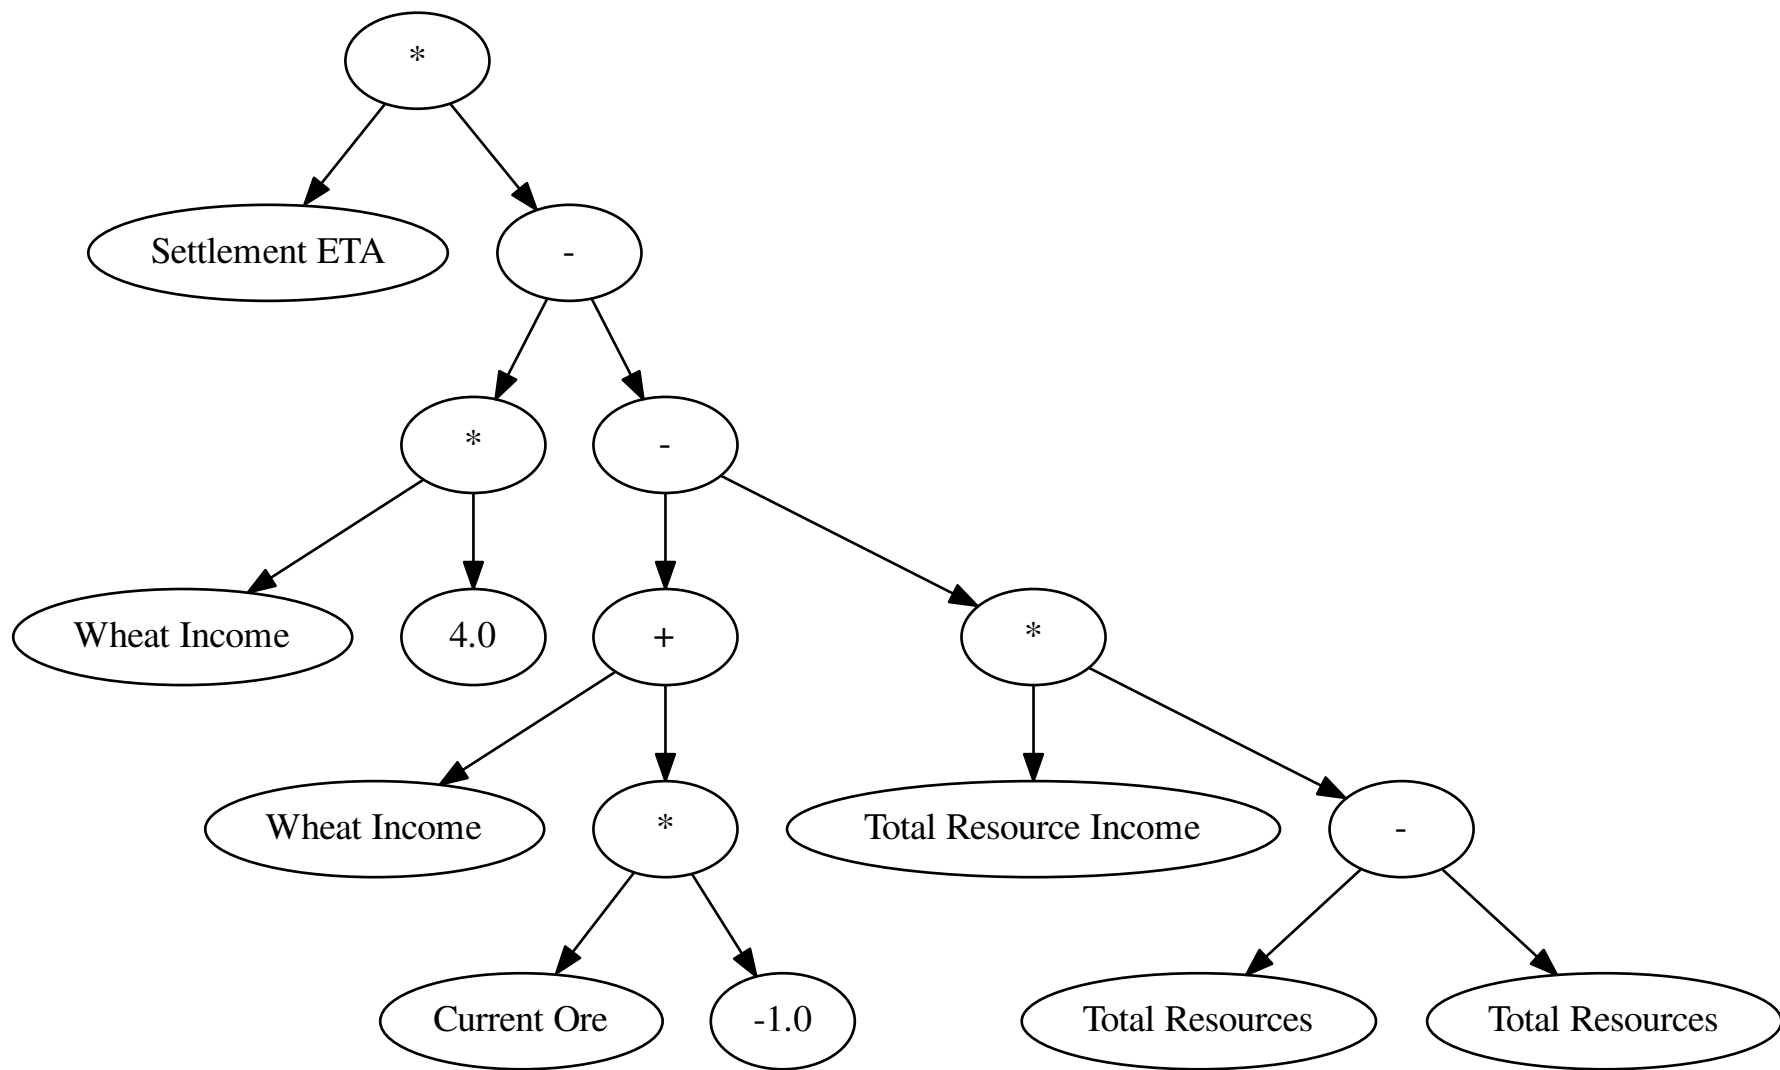 *
Settlement ETA
-
*
-
Wheat Income
4.0
+
*
Wheat Income
*
Total Resource Income
-
Current Ore
-1.0
Total Resources
Total Resources